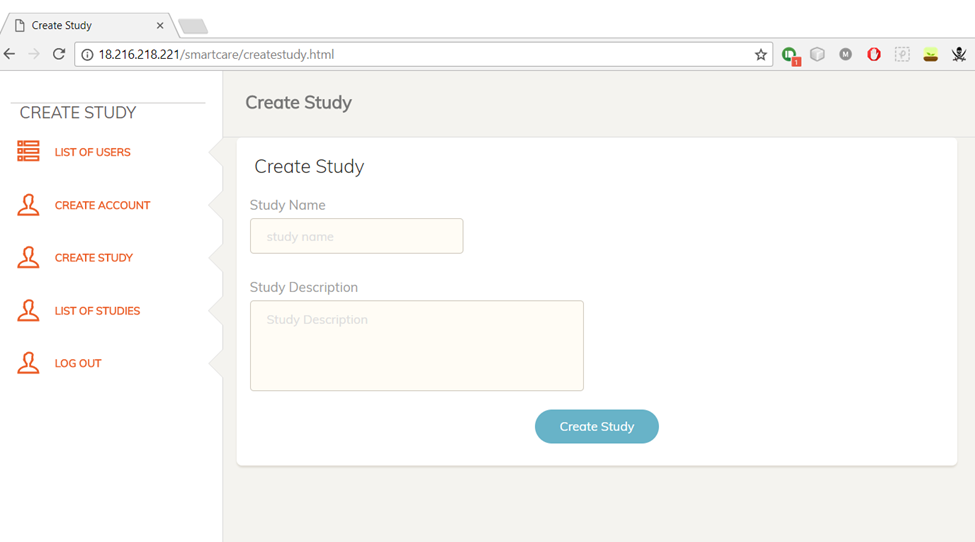 Create Study
18.216.218.221/smartcare/createstudy.html
CREATE STUDY
LIST OF USERS
CREATE ACCOUNT
CREATE STUDY
LIST OF STUDIES
LOG OUT
Create Study
Create Study
Study Name
study name
Study Description
Study Description
Create Study